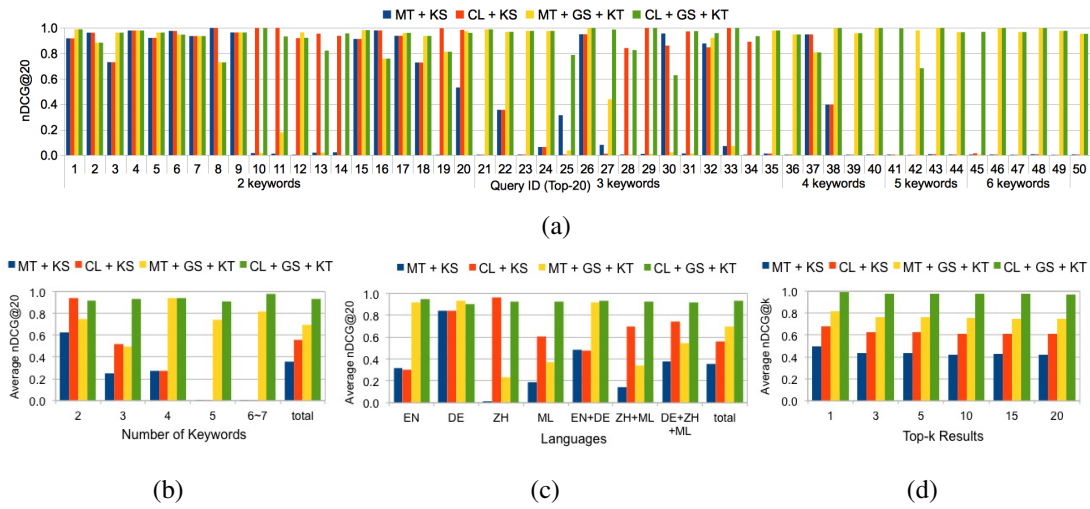 MT + KS CL + KS MT + GS + KT CL + GS + KT
nDCG@20
1.0
0.8
0.6
0.4
0.2
0.0
1 2 3 4 5 6 7 8 9 10 11 12 13 14 15 16 17 18 19 20 21 22 23 24 25 26 27 28 29 30 31 32 33 34 35 36 37 38 39 40 41 42 43 44 45 46 47 48 49 50
2 keywords Query ID (Top-20) 3 keywords 4 keywords 5 keywords 6 keywords
(a)
MT + KS CL + KS MT + GS + KT CL + GS + KT
Average nDCG@20
1.0
0.8
0.6
0.4
0.2
0.0
2 3 4 5 6~7 total
Number of Keywords
(b)
MT + KS CL + KS MT + GS + KT CL + GS + KT
Average nDCG@20
1.0
0.8
0.6
0.4
0.2
0.0
EN DE ZH ML EN+DE ZH+ML DE+ZH total
+ML
Languages
(c)
MT + KS CL + KS MT + GS + KT CL + GS + KT
Average nDCG@k
1.0
0.8
0.6
0.4
0.2
0.0
1 3 5 10 15 20
Top-k Results
(d)